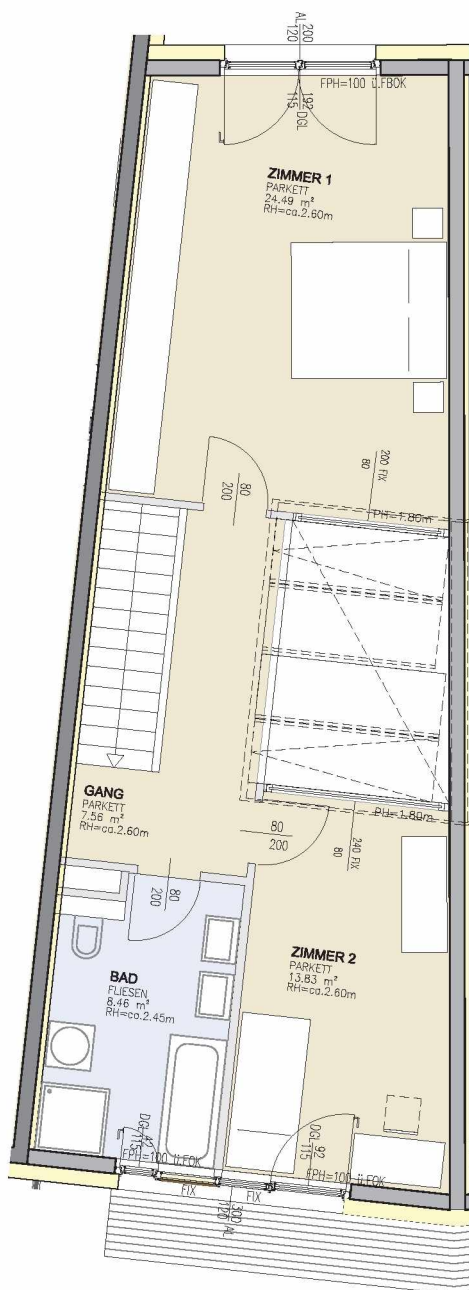 AL 200
120
FPH=100 ü.FBOK
192 DGL
115
ZIMMER 1
PARKETT
24.49 m²
RH=ca.2.60m
200 FIX
80
80
200
PH=1.80m
GANG
PARKETT
7.56 m²
RH=ca.2.60m
80
200
PH=1.80m
240 FIX
80
80
200
ZIMMER 2
PARKETT
13.83 m²
RH=ca.2.60m
BAD
FLIESEN
8.46 m²
RH=ca.2.45m
DGL 42
115
DGL 92
115
FPH=100 ü.FOK
FPH=100 ü.FOK
FIX
FIX
300 AL
120